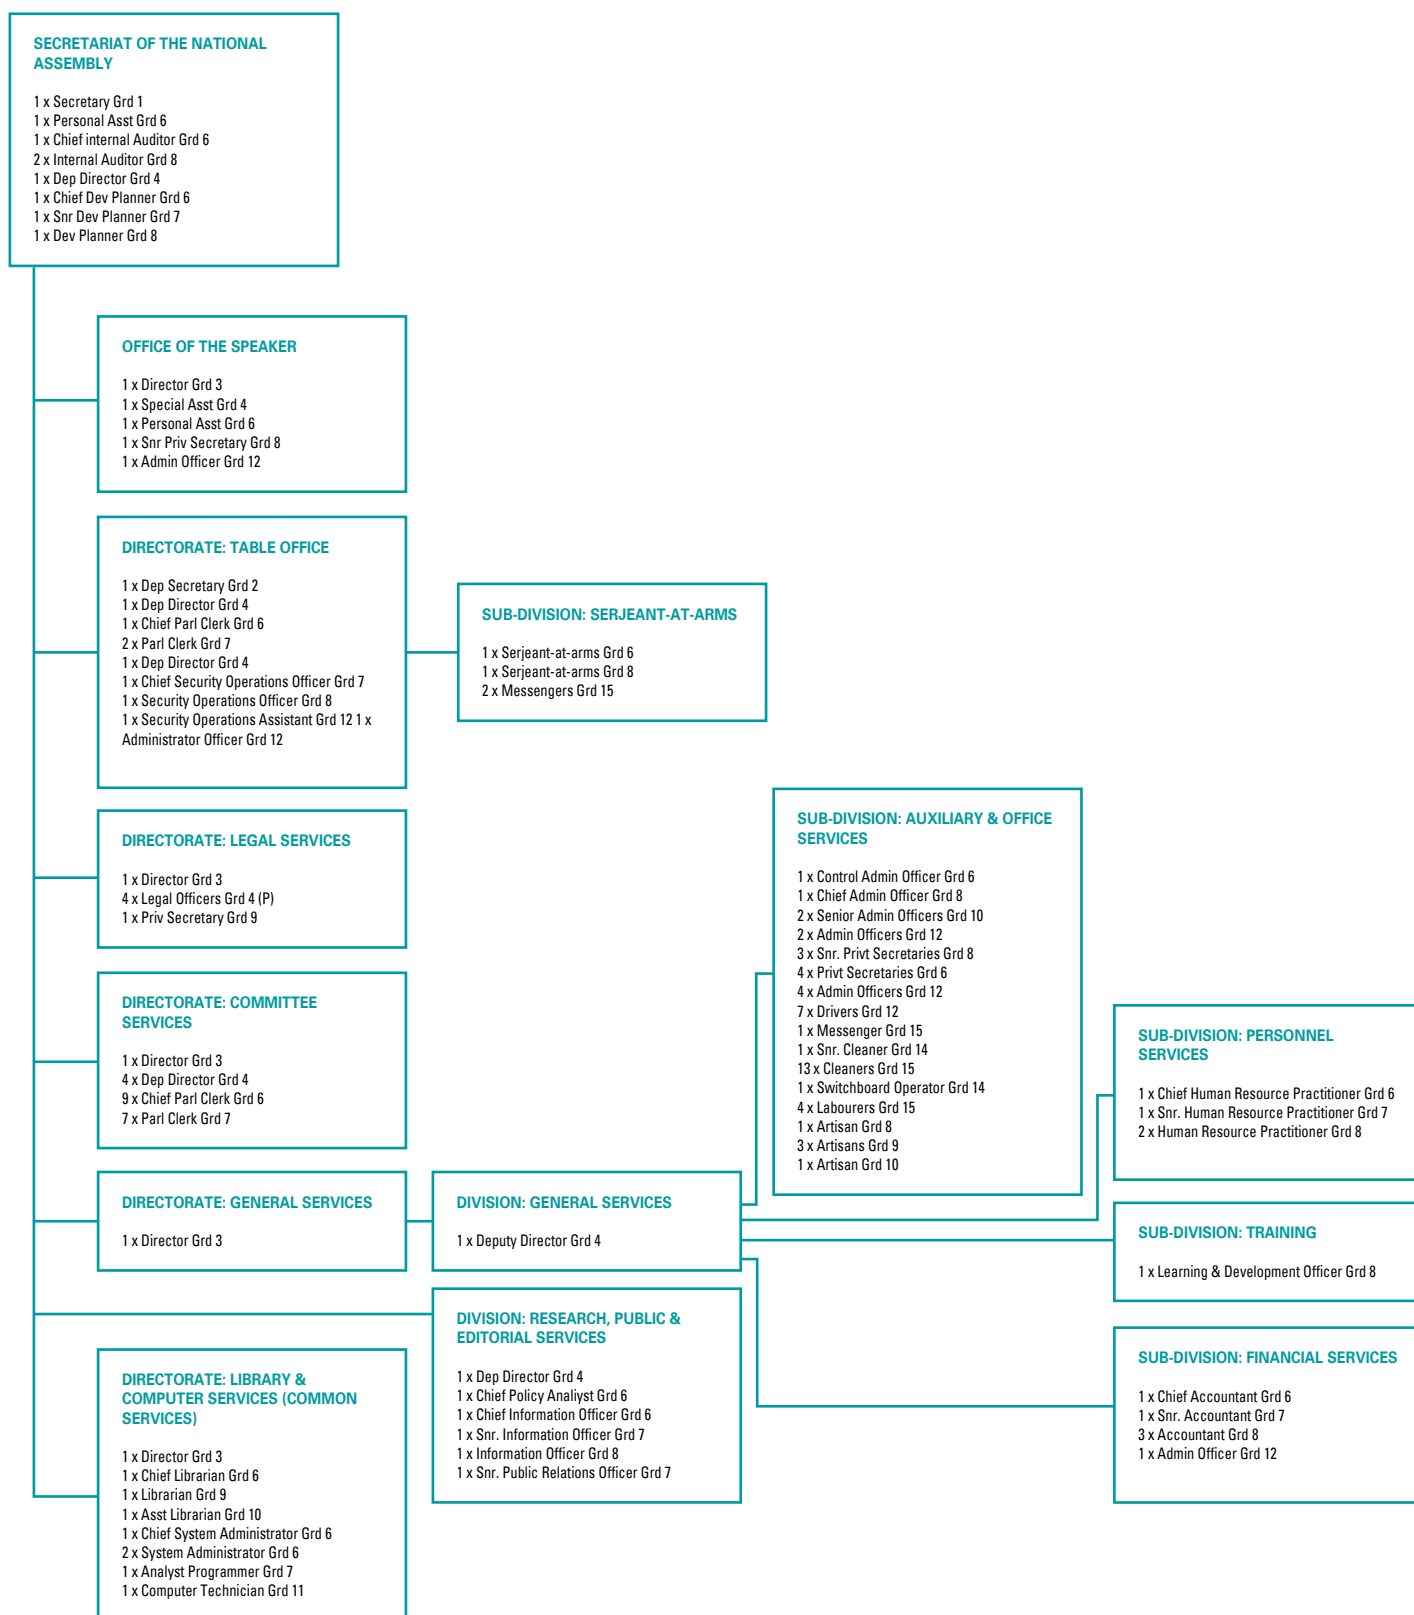 SECRETARIAT OF THE NATIONAL
ASSEMBLY
1 x Secretary Grd 1
1 x Personal Asst Grd 6
1 x Chief internal Auditor Grd 6
2 x Internal Auditor Grd 8
1 x Dep Director Grd 4
1 x Chief Dev Planner Grd 6
1 x Snr Dev Planner Grd 7
1 x Dev Planner Grd 8
OFFICE OF THE SPEAKER
1 x Director Grd 3
1 x Special Asst Grd 4
1 x Personal Asst Grd 6
1 x Snr Priv Secretary Grd 8
1 x Admin Officer Grd 12
DIRECTORATE: TABLE OFFICE
1 x Dep Secretary Grd 2
1 x Dep Director Grd 4
1 x Chief Parl Clerk Grd 6
2 x Parl Clerk Grd 7
1 x Dep Director Grd 4
1 x Chief Security Operations Officer Grd 7
1 x Security Operations Officer Grd 8
1 x Security Operations Assistant Grd 12 1 x
Administrator Officer Grd 12
SUB-DIVISION: SERJEANT-AT-ARMS
1 x Serjeant-at-arms Grd 6
1 x Serjeant-at-arms Grd 8
2 x Messengers Grd 15
DIRECTORATE: LEGAL SERVICES
1 x Director Grd 3
4 x Legal Officers Grd 4 (P)
1 x Priv Secretary Grd 9
DIRECTORATE: COMMITTEE
SERVICES
1 x Director Grd 3
4 x Dep Director Grd 4
9 x Chief Parl Clerk Grd 6
7 x Parl Clerk Grd 7
DIRECTORATE: GENERAL SERVICES
1 x Director Grd 3
DIVISION: GENERAL SERVICES
1 x Deputy Director Grd 4
SUB-DIVISION: AUXILIARY & OFFICE
SERVICES
1 x Control Admin Officer Grd 6
1 x Chief Admin Officer Grd 8
2 x Senior Admin Officers Grd 10
2 x Admin Officers Grd 12
3 x Snr. Privt Secretaries Grd 8
4 x Privt Secretaries Grd 6
4 x Admin Officers Grd 12
7 x Drivers Grd 12
1 x Messenger Grd 15
1 x Snr. Cleaner Grd 14
13 x Cleaners Grd 15
1 x Switchboard Operator Grd 14
4 x Labourers Grd 15
1 x Artisan Grd 8
3 x Artisans Grd 9
1 x Artisan Grd 10
SUB-DIVISION: PERSONNEL
SERVICES
1 x Chief Human Resource Practitioner Grd 6
1 x Snr. Human Resource Practitioner Grd 7
2 x Human Resource Practitioner Grd 8
SUB-DIVISION: TRAINING
1 x Learning & Development Officer Grd 8
SUB-DIVISION: FINANCIAL SERVICES
1 x Chief Accountant Grd 6
1 x Snr. Accountant Grd 7
3 x Accountant Grd 8
1 x Admin Officer Grd 12
DIVISION: RESEARCH, PUBLIC &
EDITORIAL SERVICES
1 x Dep Director Grd 4
1 x Chief Policy Analyist Grd 6
1 x Chief Information Officer Grd 6
1 x Snr. Information Officer Grd 7
1 x Information Officer Grd 8
1 x Snr. Public Relations Officer Grd 7
DIRECTORATE: LIBRARY &
COMPUTER SERVICES (COMMON
SERVICES)
1 x Director Grd 3
1 x Chief Librarian Grd 6
1 x Librarian Grd 9
1 x Asst Librarian Grd 10
1 x Chief System Administrator Grd 6
2 x System Administrator Grd 6
1 x Analyst Programmer Grd 7
1 x Computer Technician Grd 11